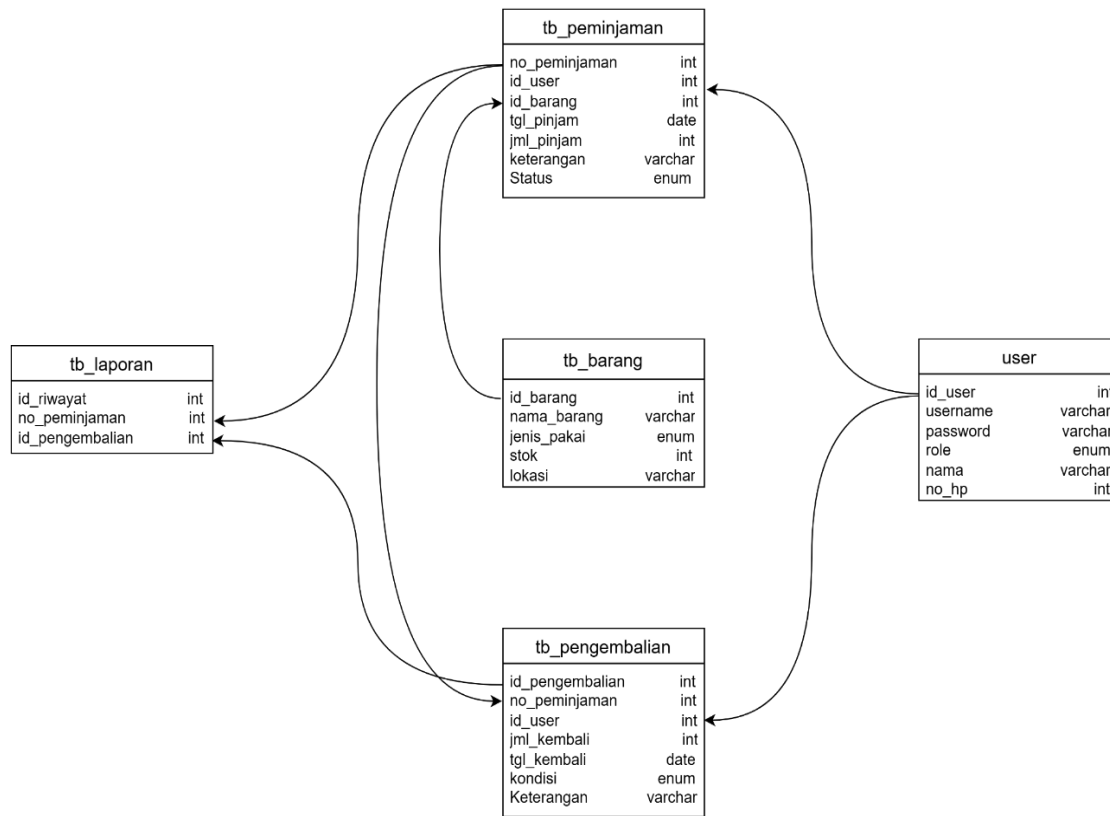 tb_peminjaman
no_peminjaman int
id_user int
id_barang int
tgl_pinjam date
jml_pinjam int
keterangan varchar
Status enum
tb_laporan
id_riwayat int
no_peminjaman int
id_pengembalian int
tb_barang
id_barang int
nama_barang varchar
jenis_pakai enum
stok int
lokasi varchar
user
id_user int
username varchar
password varchar
role enum
nama varchar
no_hp int
tb_pengembalian
id_pengembalian int
no_peminjaman int
id_user int
jml_kembali int
tgl_kembali date
kondisi enum
Keterangan varchar